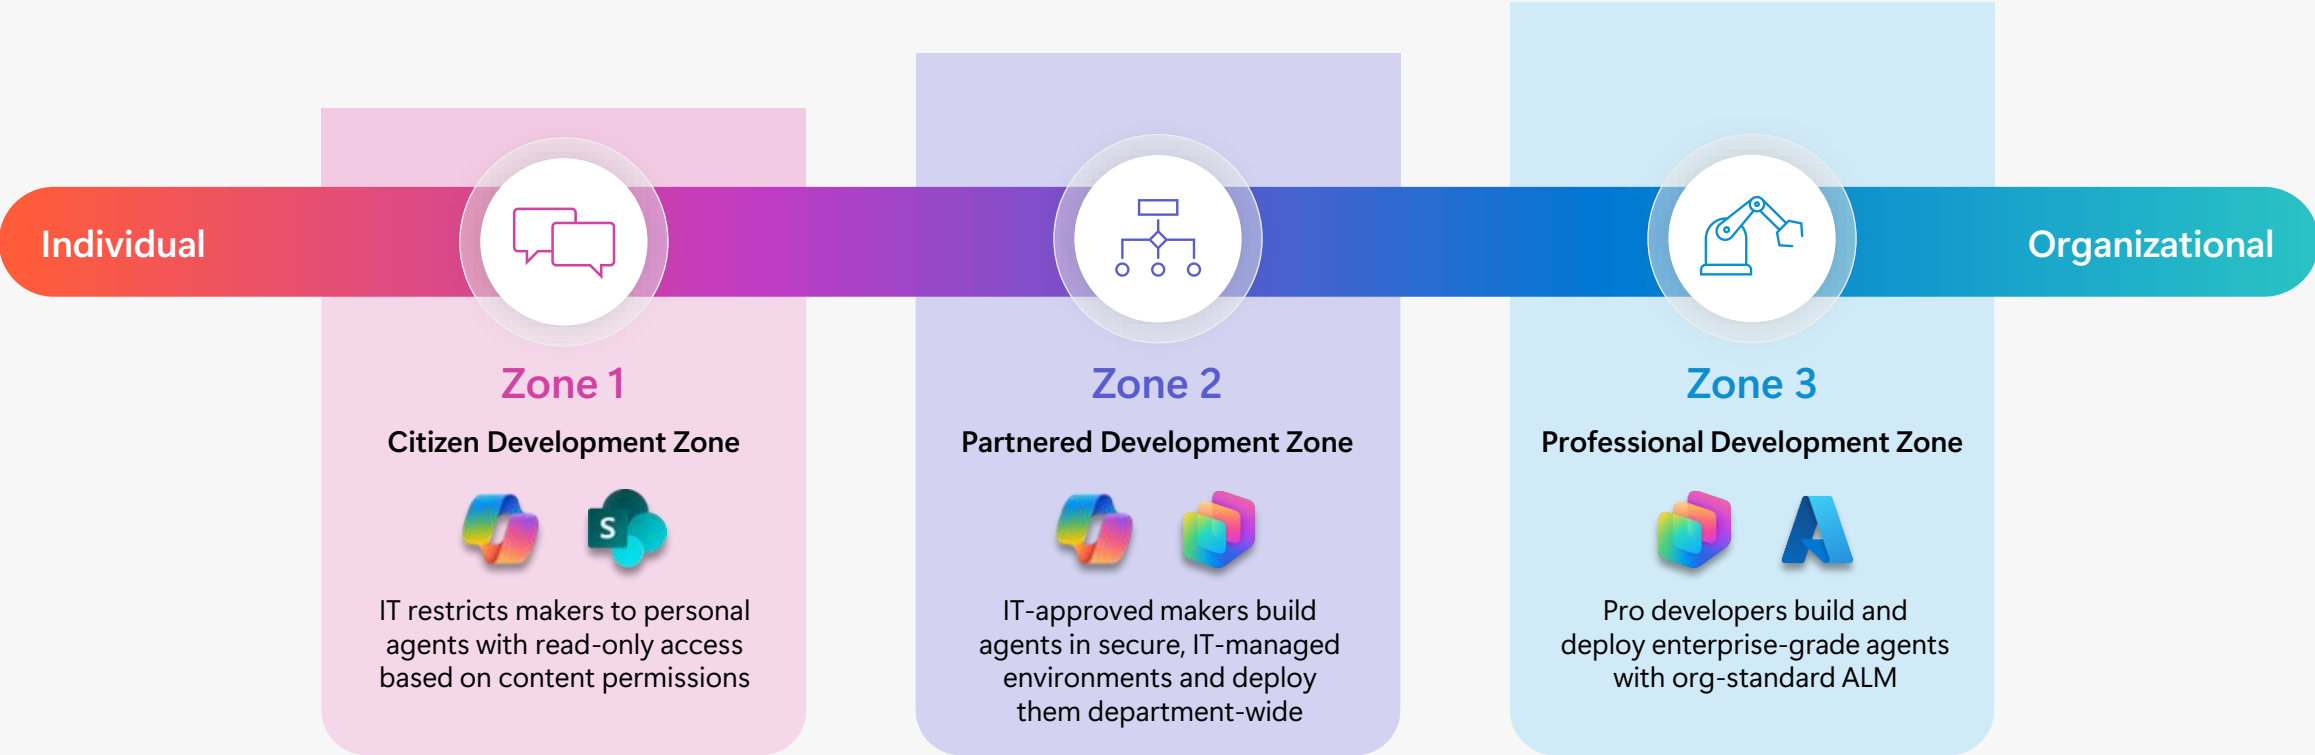 Individual
Organizational
Zone 1
Citizen Development Zone
S
IT restricts makers to personal
agents with read-only access
based on content permissions
Zone 2
Partnered Development Zone
IT-approved makers build
agents in secure, IT-managed
environments and deploy
them department-wide
Zone 3
Professional Development Zone
Pro developers build and
deploy enterprise-grade agents
with org-standard ALM